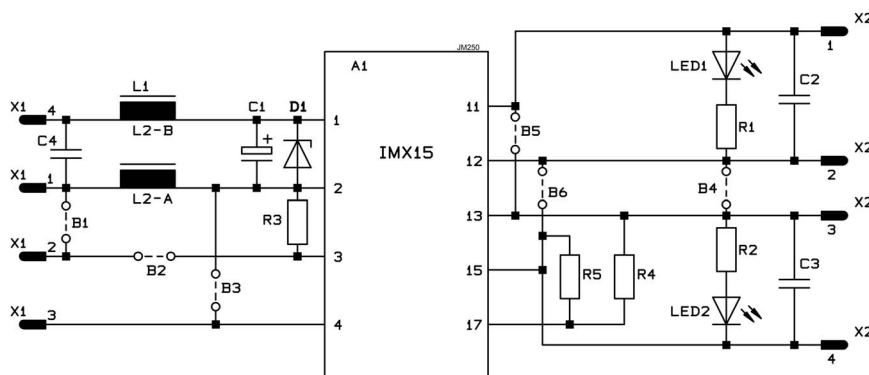 X2
JM250
1
A1
LED1
C2
X1
L1
C1
D1
4
1
11
R1
C4
L2-B
+
B5
IMX15
12
X2
2
X1
1
2
B6
B4
L2-A
B1
R3
13
X2
3
X1
2
3
R2
B2
B3
15
R5
R4
C3
X1
3
4
17
LED2
X2
4